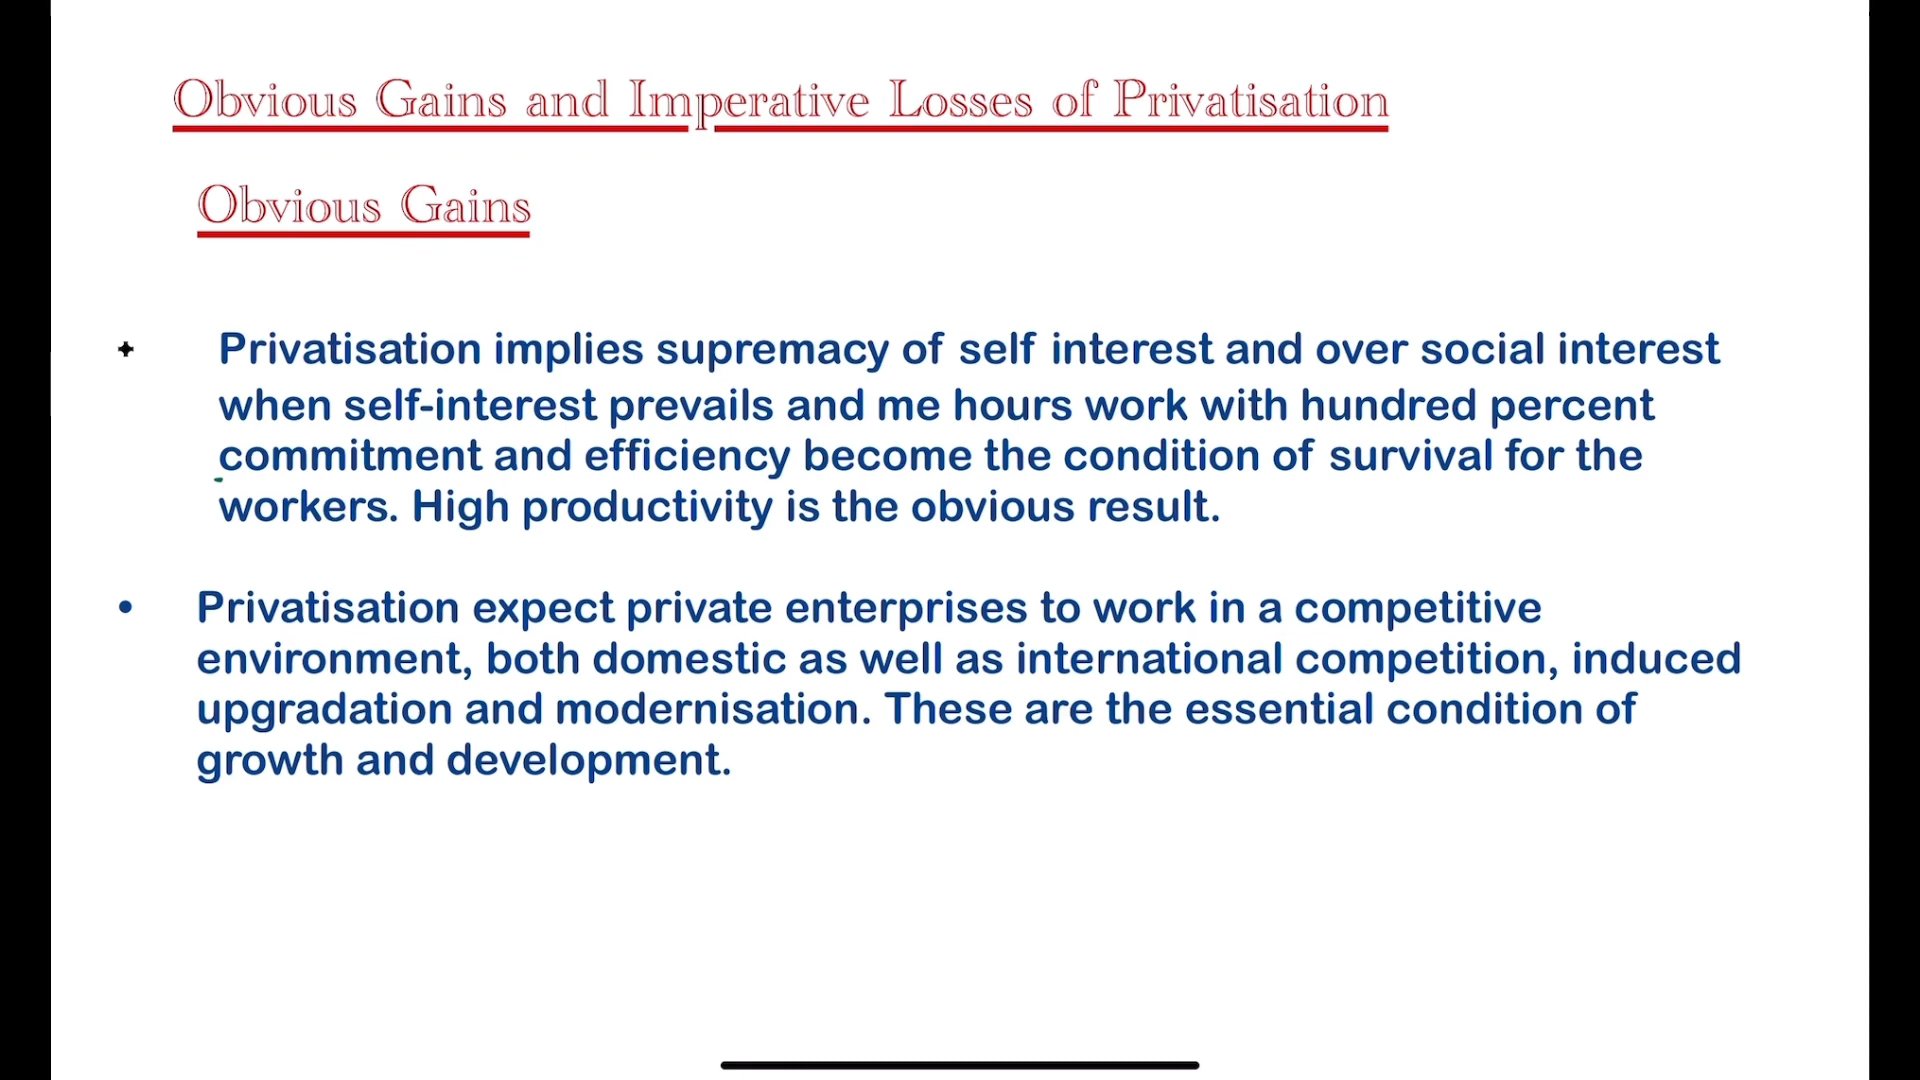 Obvious Gains and Imperative Losses of Privatisation
Obvious Gains
Privatisation implies supremacy of self interest and over social interest
when self-interest prevails and me hours work with hundred percent
commitment and efficiency become the condition of survival for the
workers. High productivity is the obvious result.
• Privatisation expect private enterprises to work in a competitive
environment, both domestic as well as international competition, induced
upgradation and modernisation. These are the essential condition of
growth and development.